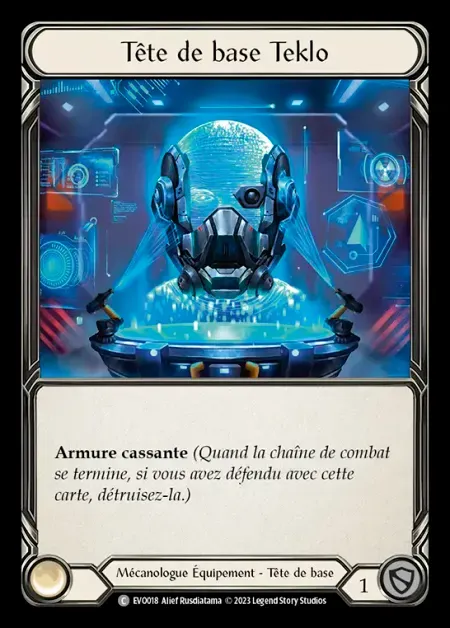 Tête de base Teklo
Armure cassante (Quand la chaîne de combat
se termine, si vous avez défendu avec cette
carte, détruisez-la.)
Mécanologue Équipement - Tête de base
1
C EVO018 Alief Rusdiatama © 2023 Legend Story Studios